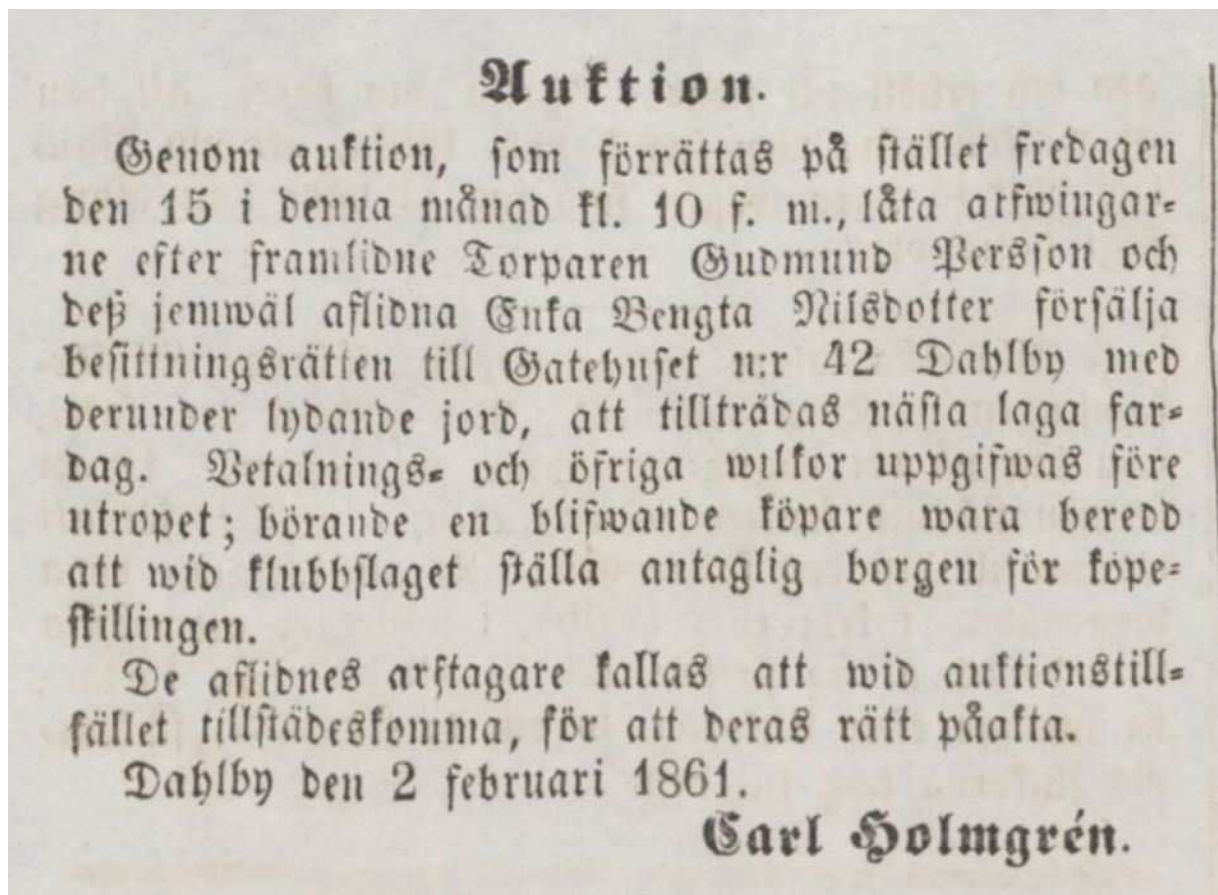 Auktion.
Genom auktion, som förrättas på stället fredagen
den 15 i denna månad kl. 10 f. m., låta arfwingar-
ne efter framlidne Torparen Gudmund Persson och
deß jemwäl aflidna Enka Bengta Nilsdotter försälja
besittningsrätten till Gatehuset n:r 42 Dahlby med
derunder lydande jord, att tillträdas nästa laga far-
dag. Betalnings- och öfriga wilkor uppgifwas före
utropet; börande en blifwande köpare wara beredd
att wid klubbslaget ställa antaglig borgen för köpe-
skillingen.
De aflidnes arftagare kallas att wid auktionstill-
fället tillstädeskomma, för att deras rätt påakta.
Dahlby den 2 februari 1861.
Carl Holmgrén.